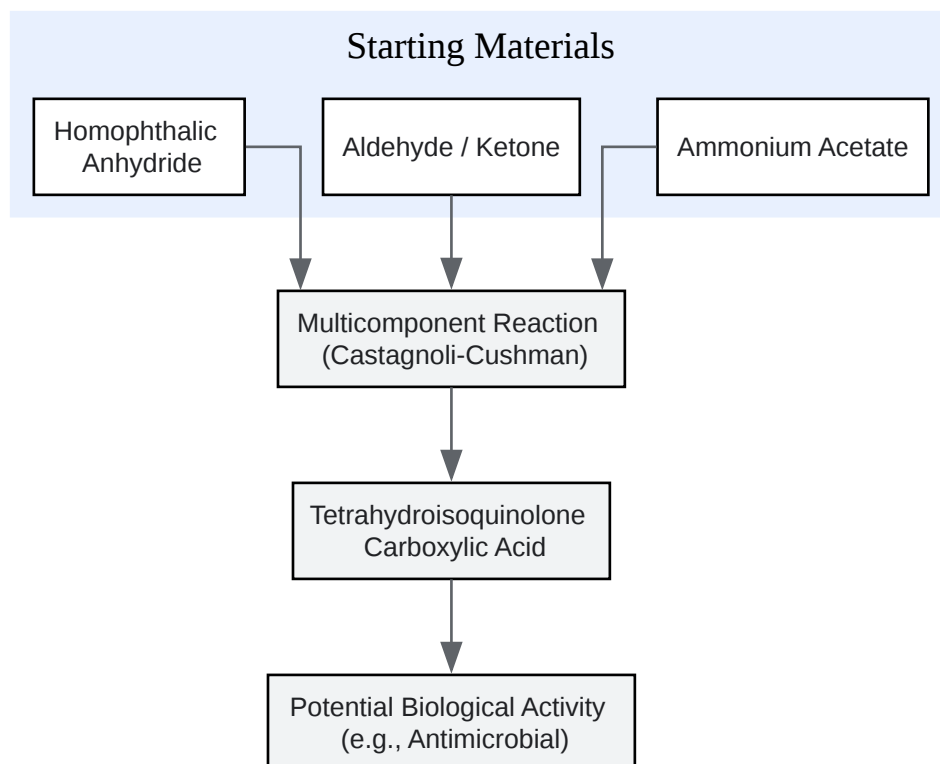 Starting Materials
Homophthalic
Anhydride
Aldehyde / Ketone
Ammonium Acetate
Multicomponent Reaction
(Castagnoli-Cushman)
Tetrahydroisoquinolone
Carboxylic Acid
Potential Biological Activity
(e.g., Antimicrobial)